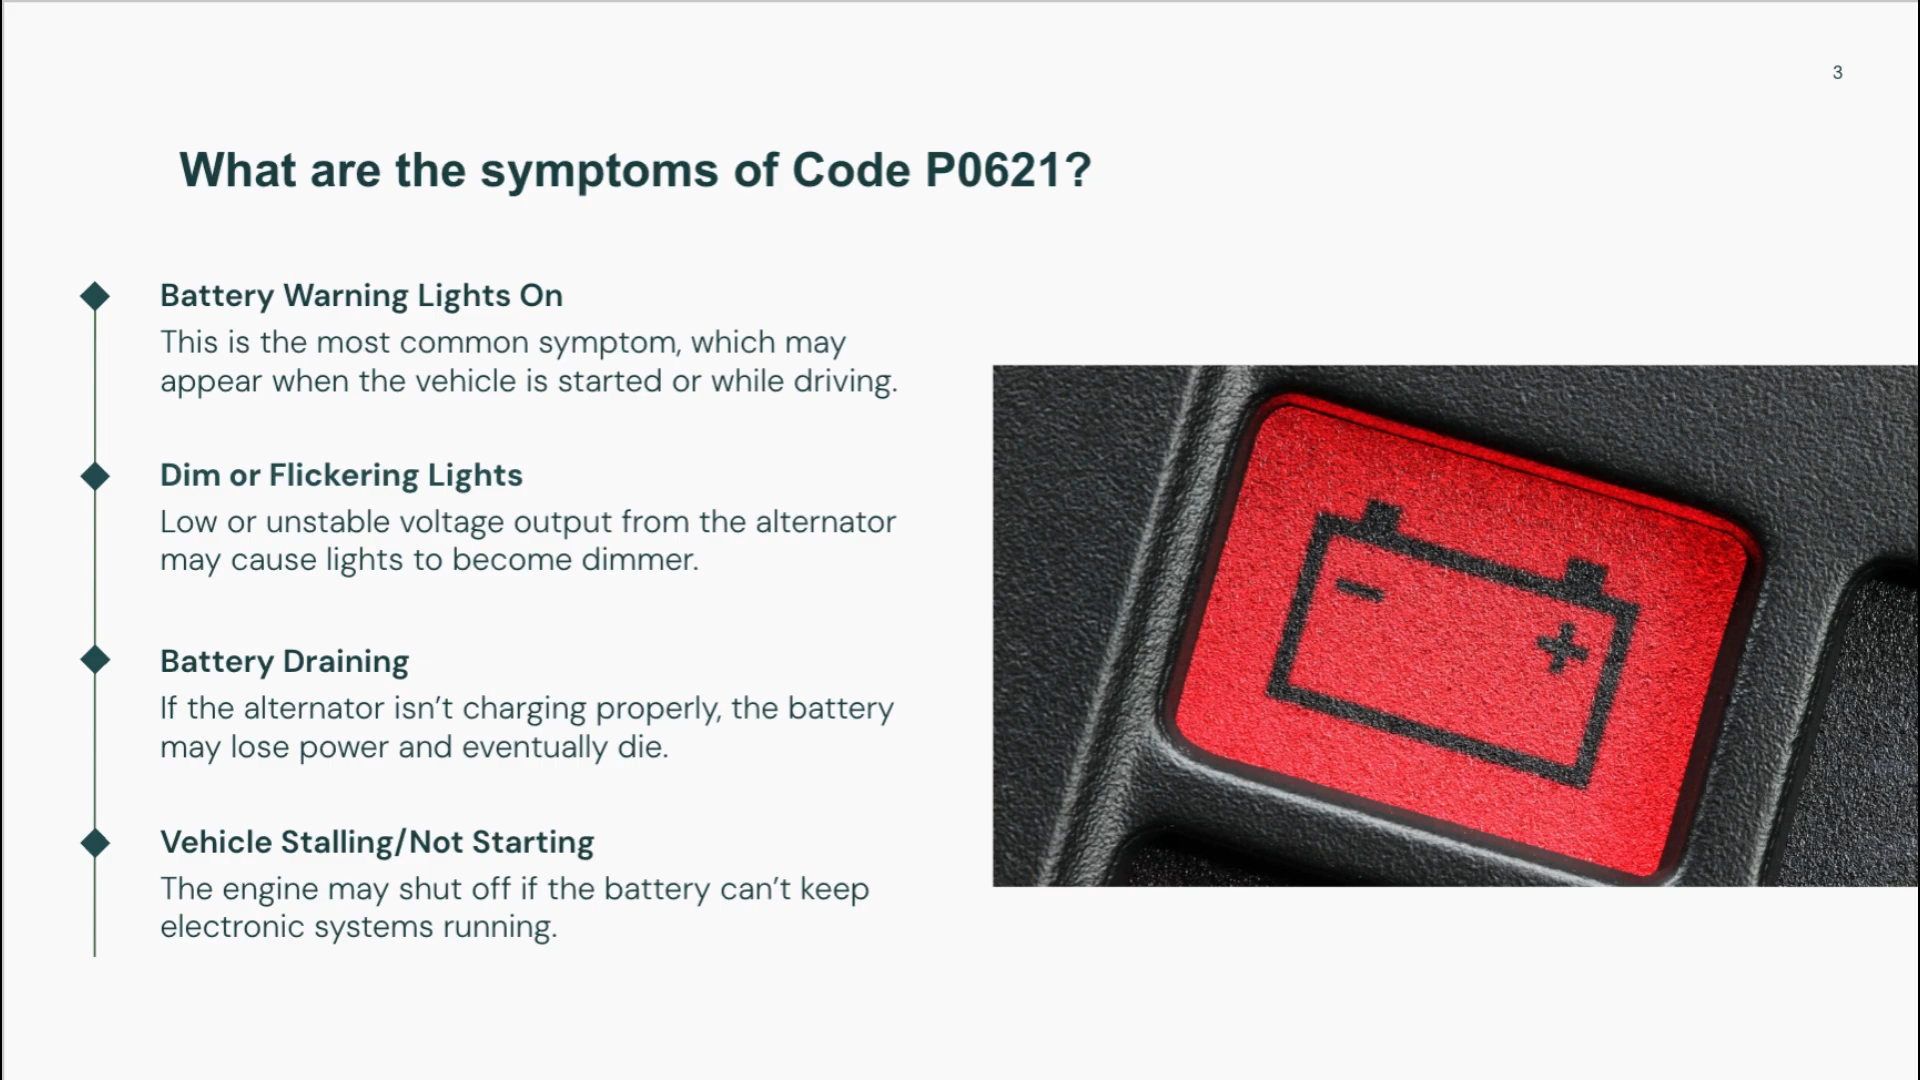 3
What are the symptoms of Code P0621?
Battery Warning Lights On
This is the most common symptom, which may
appear when the vehicle is started or while driving.
Dim or Flickering Lights
Low or unstable voltage output from the alternator
may cause lights to become dimmer.
Battery Draining
If the alternator isn’t charging properly, the battery
may lose power and eventually die.
Vehicle Stalling/Not Starting
The engine may shut off if the battery can’t keep
electronic systems running.